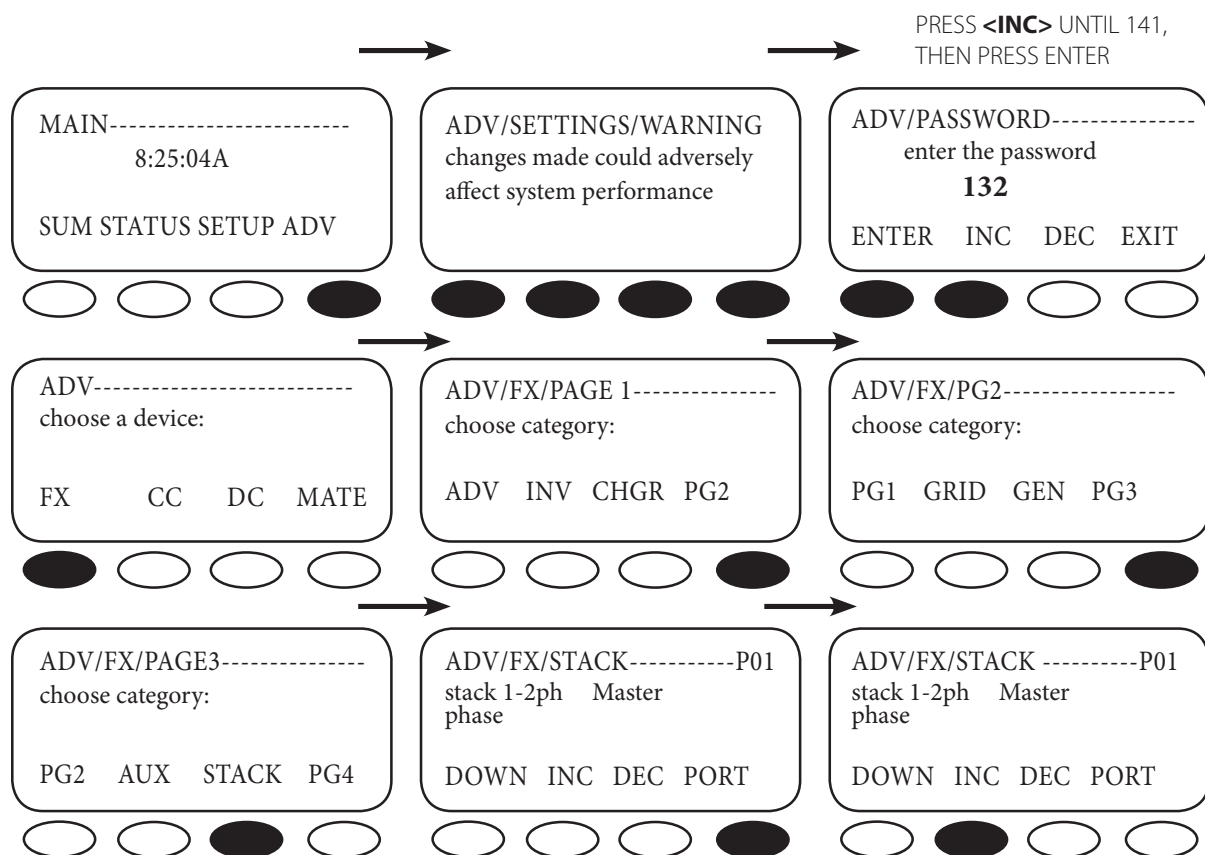 PRESS <INC> UNTIL 141,
THEN PRESS ENTER
MAIN-------------------------
8:25:04A
SUM STATUS SETUP ADV
ADV/SETTINGS/WARNING
changes made could adversely
affect system performance
ADV/PASSWORD---------------
enter the password
132
ENTER INC DEC EXIT
ADV---------------------------
choose a device:
FX CC DC MATE
ADV/FX/PAGE 1---------------
choose category:
ADV INV CHGR PG2
ADV/FX/PG2------------------
choose category:
PG1 GRID GEN PG3
ADV/FX/PAGE3---------------
choose category:
PG2 AUX STACK PG4
ADV/FX/STACK-----------P01
stack 1-2ph Master
phase
DOWN INC DEC PORT
ADV/FX/STACK ----------P01
stack 1-2ph Master
phase
DOWN INC DEC PORT